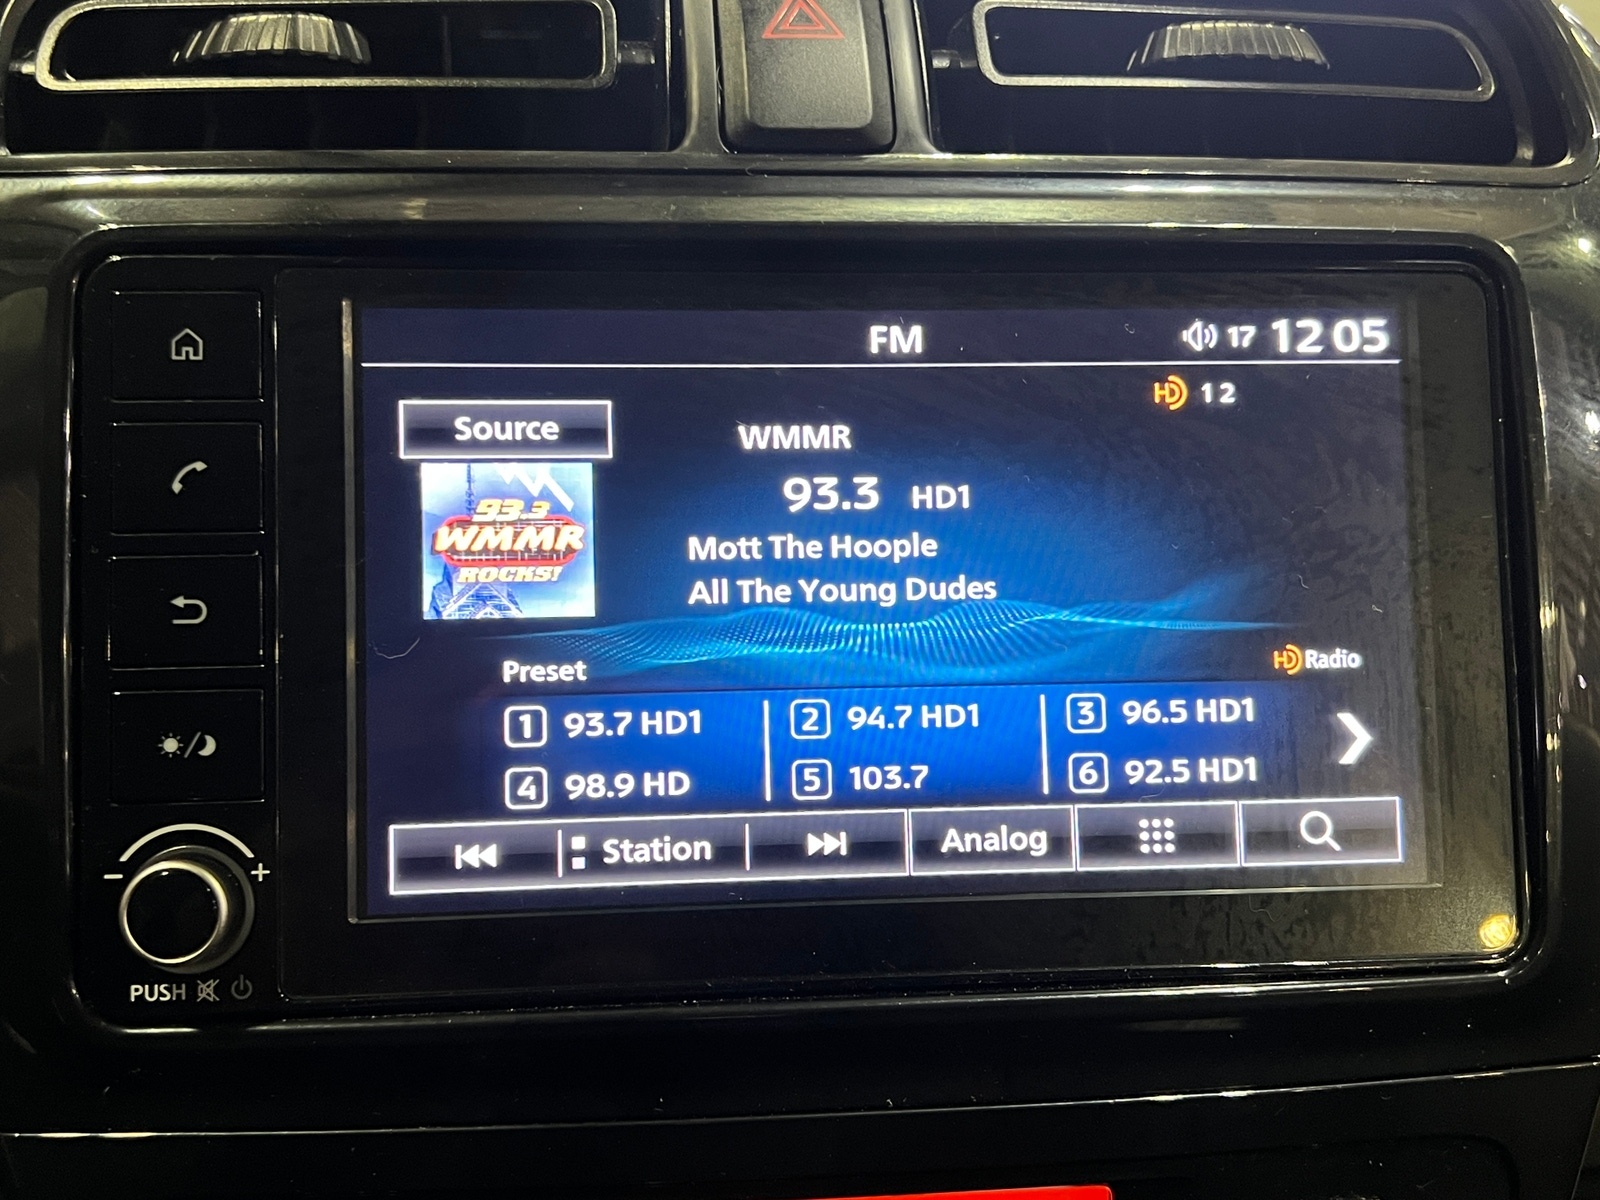 FM
17 12 05
HD 1 2
Source
WMMR
93.3 HD1
93.3
WMMR
ROCKS!
Mott The Hoople
All The Young Dudes
Preset
HD Radio
1 93.7 HD1
2 94.7 HD1
3 96.5 HD1
4 98.9 HD
5 103.7
6 92.5 HD1
Station
Analog
- +
PUSH